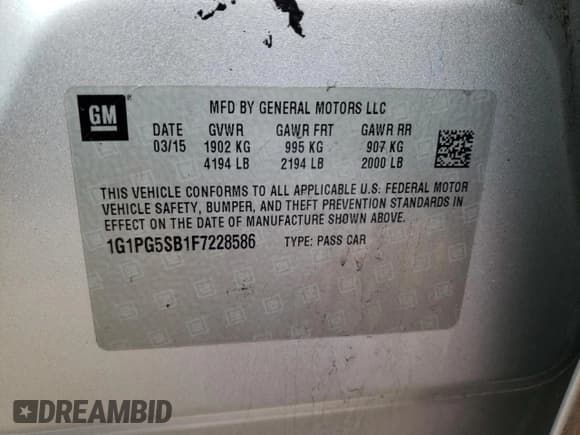 GM
MFD BY GENERAL MOTORS LLC
DATE GVWR GAWR FRT GAWR RR
03/15 1902 KG 995 KG 907 KG
4194 LB 2194 LB 2000 LB
THIS VEHICLE CONFORMS TO ALL APPLICABLE U.S. FEDERAL MOTOR
VEHICLE SAFETY, BUMPER, AND THEFT PREVENTION STANDARDS IN
EFFECT ON THE DATE OF MANUFACTURE SHOWN ABOVE.
1G1PG5SB1F7228586 TYPE: PASS CAR
DREAMBID